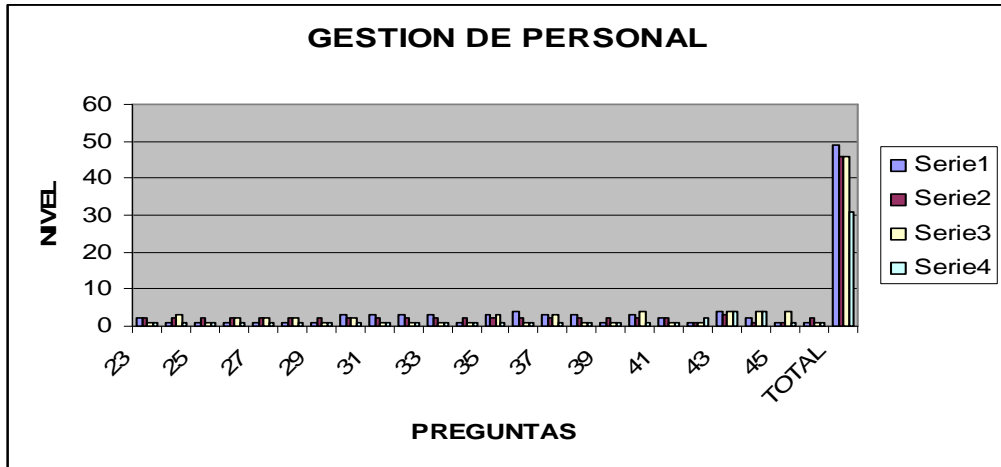 GESTION DE PERSONAL
60
50
40
30
20
10
0
NIVEL
23
25
27
29
31
33
35
37
39
41
43
45
TOTAL
PREGUNTAS
Serie1
Serie2
Serie3
Serie4